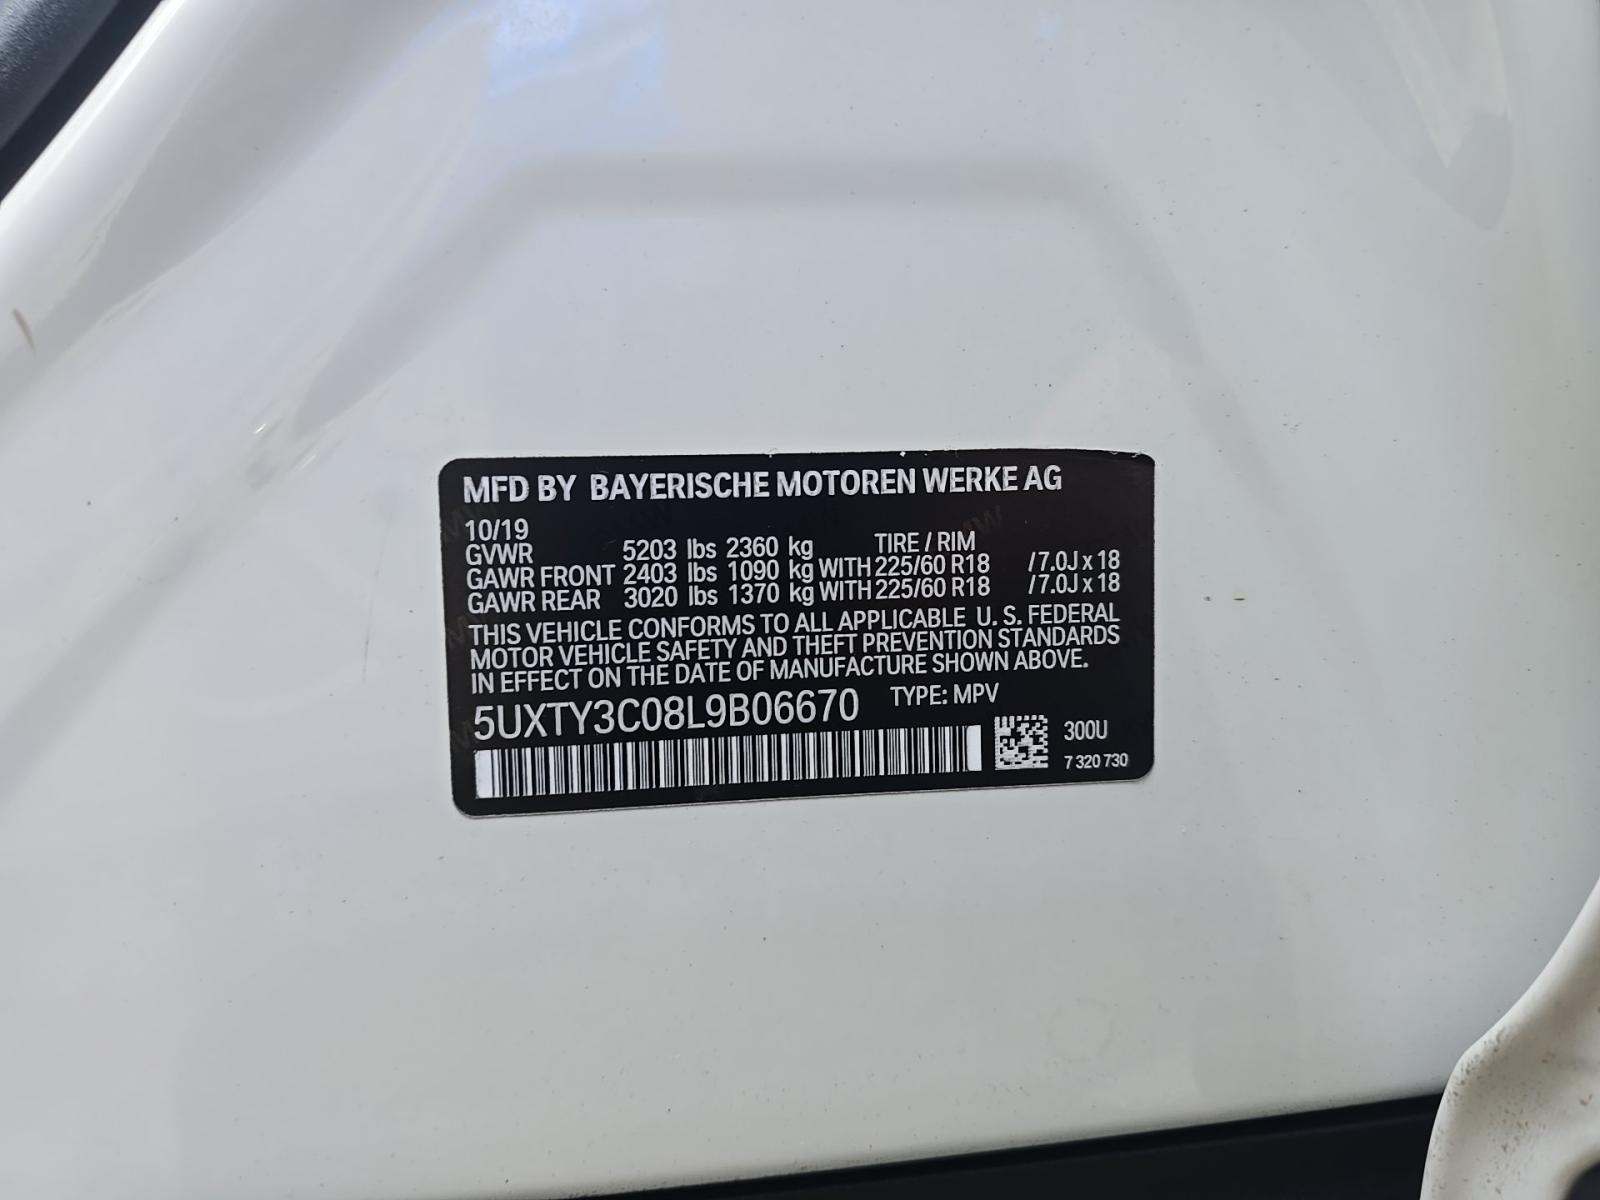 MFD BY BAYERISCHE MOTOREN WERKE AG
10/19
GVWR 5203 lbs 2360 kg TIRE / RIM
GAWR FRONT 2403 lbs 1090 kg WITH 225/60 R18 /7.0J x 18
GAWR REAR 3020 lbs 1370 kg WITH 225/60 R18 /7.0J x 18
THIS VEHICLE CONFORMS TO ALL APPLICABLE U. S. FEDERAL
MOTOR VEHICLE SAFETY AND THEFT PREVENTION STANDARDS
IN EFFECT ON THE DATE OF MANUFACTURE SHOWN ABOVE.
5UXTY3C08L9B06670 TYPE: MPV
300U
7 320 730